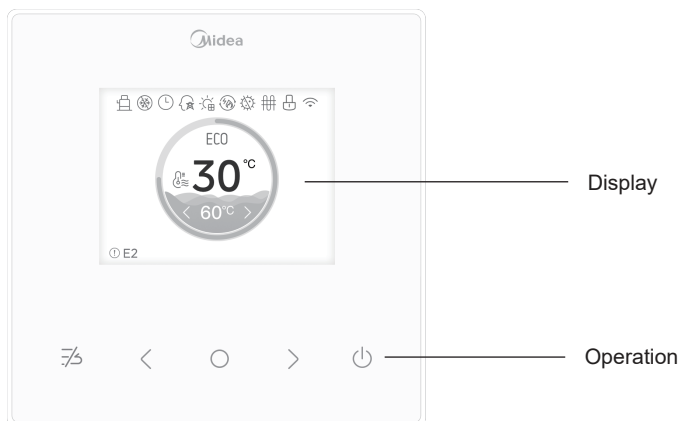 Midea
ECO
30°C
< 60°C >
E2
Display
Operation